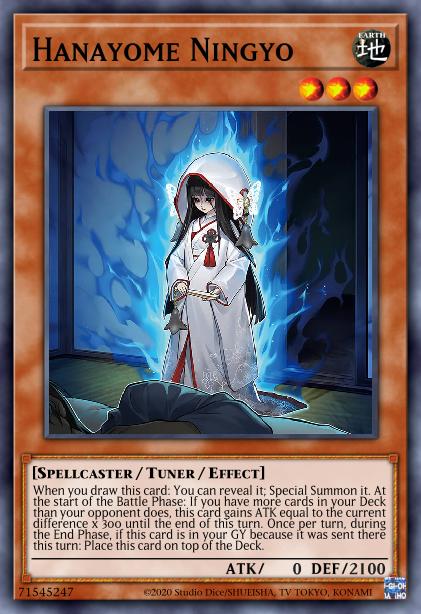 Hanayome Ningyo
EARTH
地
[Spellcaster / Tuner / Effect]
When you draw this card: You can reveal it; Special Summon it. At
the start of the Battle Phase: If you have more cards in your Deck
than your opponent does, this card gains ATK equal to the current
difference x 300 until the end of this turn. Once per turn, during
the End Phase, if this card is in your GY because it was sent there
this turn: Place this card on top of the Deck.
ATK/ 0 DEF/2100
71545247 ©2020 Studio Dice/SHUEISHA, TV TOKYO, KONAMI